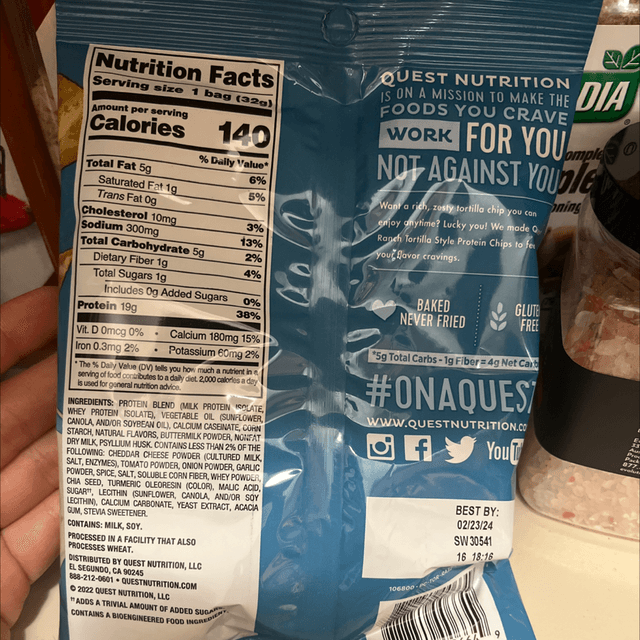 Nutrition Facts
Serving size 1 bag (32g)
Amount per serving
Calories 140
% Daily Value*
Total Fat 5g 6%
Saturated Fat 1g 5%
Trans Fat 0g
Cholesterol 10mg 3%
Sodium 300mg 13%
Total Carbohydrate 5g 2%
Dietary Fiber 1g 4%
Total Sugars 1g
Includes 0g Added Sugars 0%
Protein 19g 38%
Vit. D 0mcg 0% • Calcium 180mg 15%
Iron 0.3mg 2% • Potassium 60mg 2%
* The % Daily Value (DV) tells you how much a nutrient in a
serving of food contributes to a daily diet. 2,000 calories a day
is used for general nutrition advice.
INGREDIENTS: PROTEIN BLEND (MILK PROTEIN ISOLATE,
WHEY PROTEIN ISOLATE), VEGETABLE OIL (SUNFLOWER,
CANOLA, AND/OR SOYBEAN OIL), CALCIUM CASEINATE, CORN
STARCH, NATURAL FLAVORS, BUTTERMILK POWDER, NONFAT
DRY MILK, PSYLLIUM HUSK. CONTAINS LESS THAN 2% OF THE
FOLLOWING: CHEDDAR CHEESE POWDER (CULTURED MILK,
SALT, ENZYMES), TOMATO POWDER, ONION POWDER, GARLIC
POWDER, SPICE, SALT, SOLUBLE CORN FIBER, WHEY POWDER,
CHIA SEED, TURMERIC OLEORESIN (COLOR), MALIC ACID,
SUGAR††, LECITHIN (SUNFLOWER, CANOLA, AND/OR SOY
LECITHIN), CALCIUM CARBONATE, YEAST EXTRACT, ACACIA
GUM, STEVIA SWEETENER.
CONTAINS: MILK, SOY.
PROCESSED IN A FACILITY THAT ALSO
PROCESSES WHEAT.
DISTRIBUTED BY QUEST NUTRITION, LLC
EL SEGUNDO, CA 90245
888-212-0601 • QUESTNUTRITION.COM
© 2022 QUEST NUTRITION, LLC
†† ADDS A TRIVIAL AMOUNT OF ADDED SUGAR
CONTAINS A BIOENGINEERED FOOD INGREDIENT
QUEST NUTRITION
IS ON A MISSION TO MAKE THE
FOODS YOU CRAVE
WORK FOR YOU
NOT AGAINST YOU
Want a rich, zesty tortilla chip you can
enjoy anytime? Lucky you! We made
Ranch Tortilla Style Protein Chips to
your flavor cravings.
BAKED
NEVER FRIED
GLUTE
FREE
*5g Total Carbs - 1g Fiber = 4g Net Carb
#ONAQUEST
WWW.QUESTNUTRITION.CO
YouT
BEST BY:
02/23/24
SW30541
16 18:16
DIA